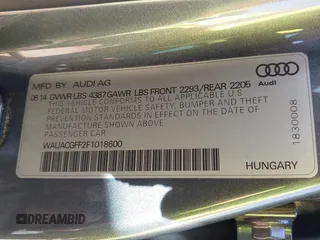 MFD BY AUDI AG
06 14 GVWR LBS 4387 GAWR LBS FRONT 2293/REAR 2205
THIS VEHICLE CONFORMS TO ALL APPLICABLE
FEDERAL MOTOR VEHICLE SAFETY, BUMPER AND THEFT
PREVENTION STANDARDS IN EFFECT ON THE
DATE OF MANUFACTURE SHOWN ABOVE
PASSENGER CAR
WAUACGFF2F1018600
Audi
1830008
HUNGARY
DREAMBID